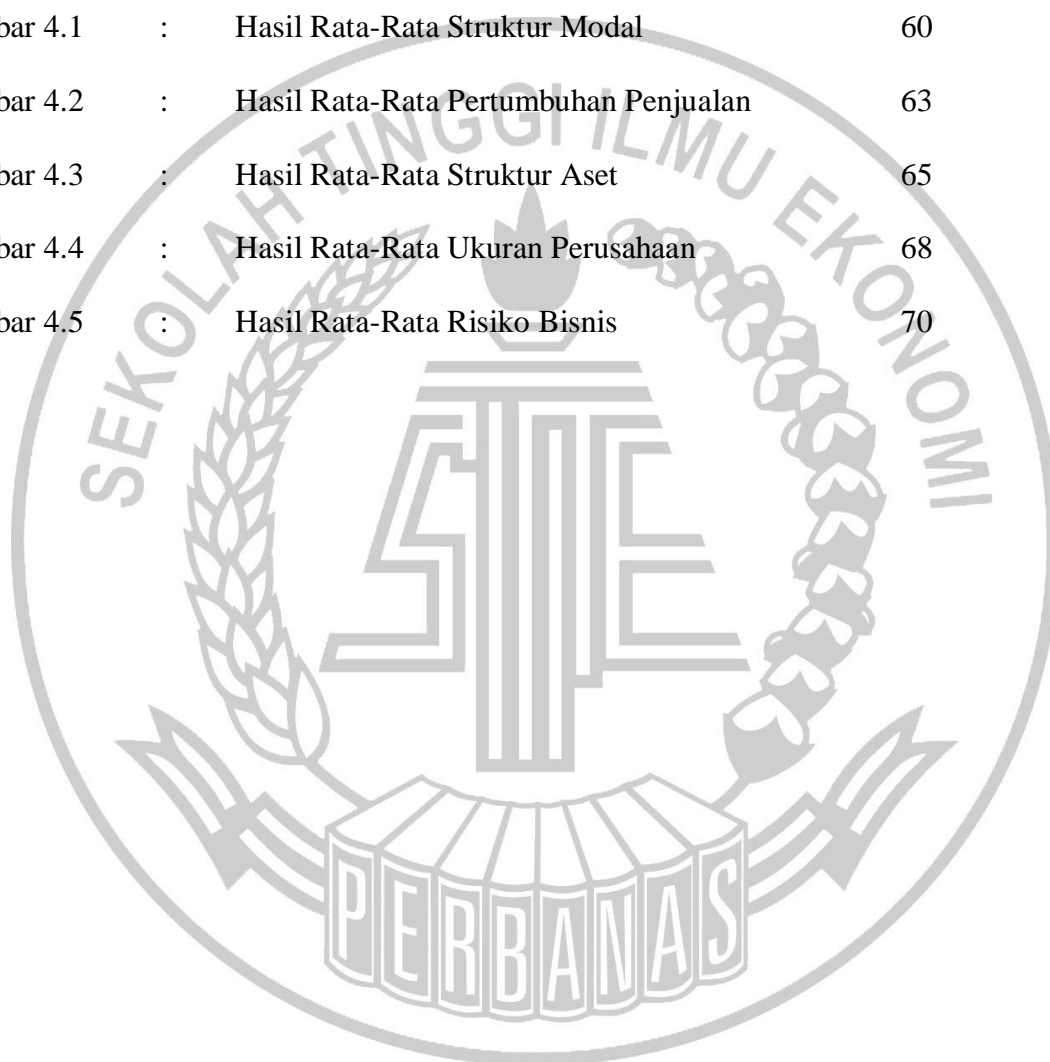 bar 4.1 : Hasil Rata-Rata Struktur Modal 60
bar 4.2 : Hasil Rata-Rata Pertumbuhan Penjualan 63
bar 4.3 : Hasil Rata-Rata Struktur Aset 65
bar 4.4 : Hasil Rata-Rata Ukuran Perusahaan 68
bar 4.5 : Hasil Rata-Rata Risiko Bisnis 70
SEKOLAH TINGGI ILMU EKONOMI
STIE
PERBANAS